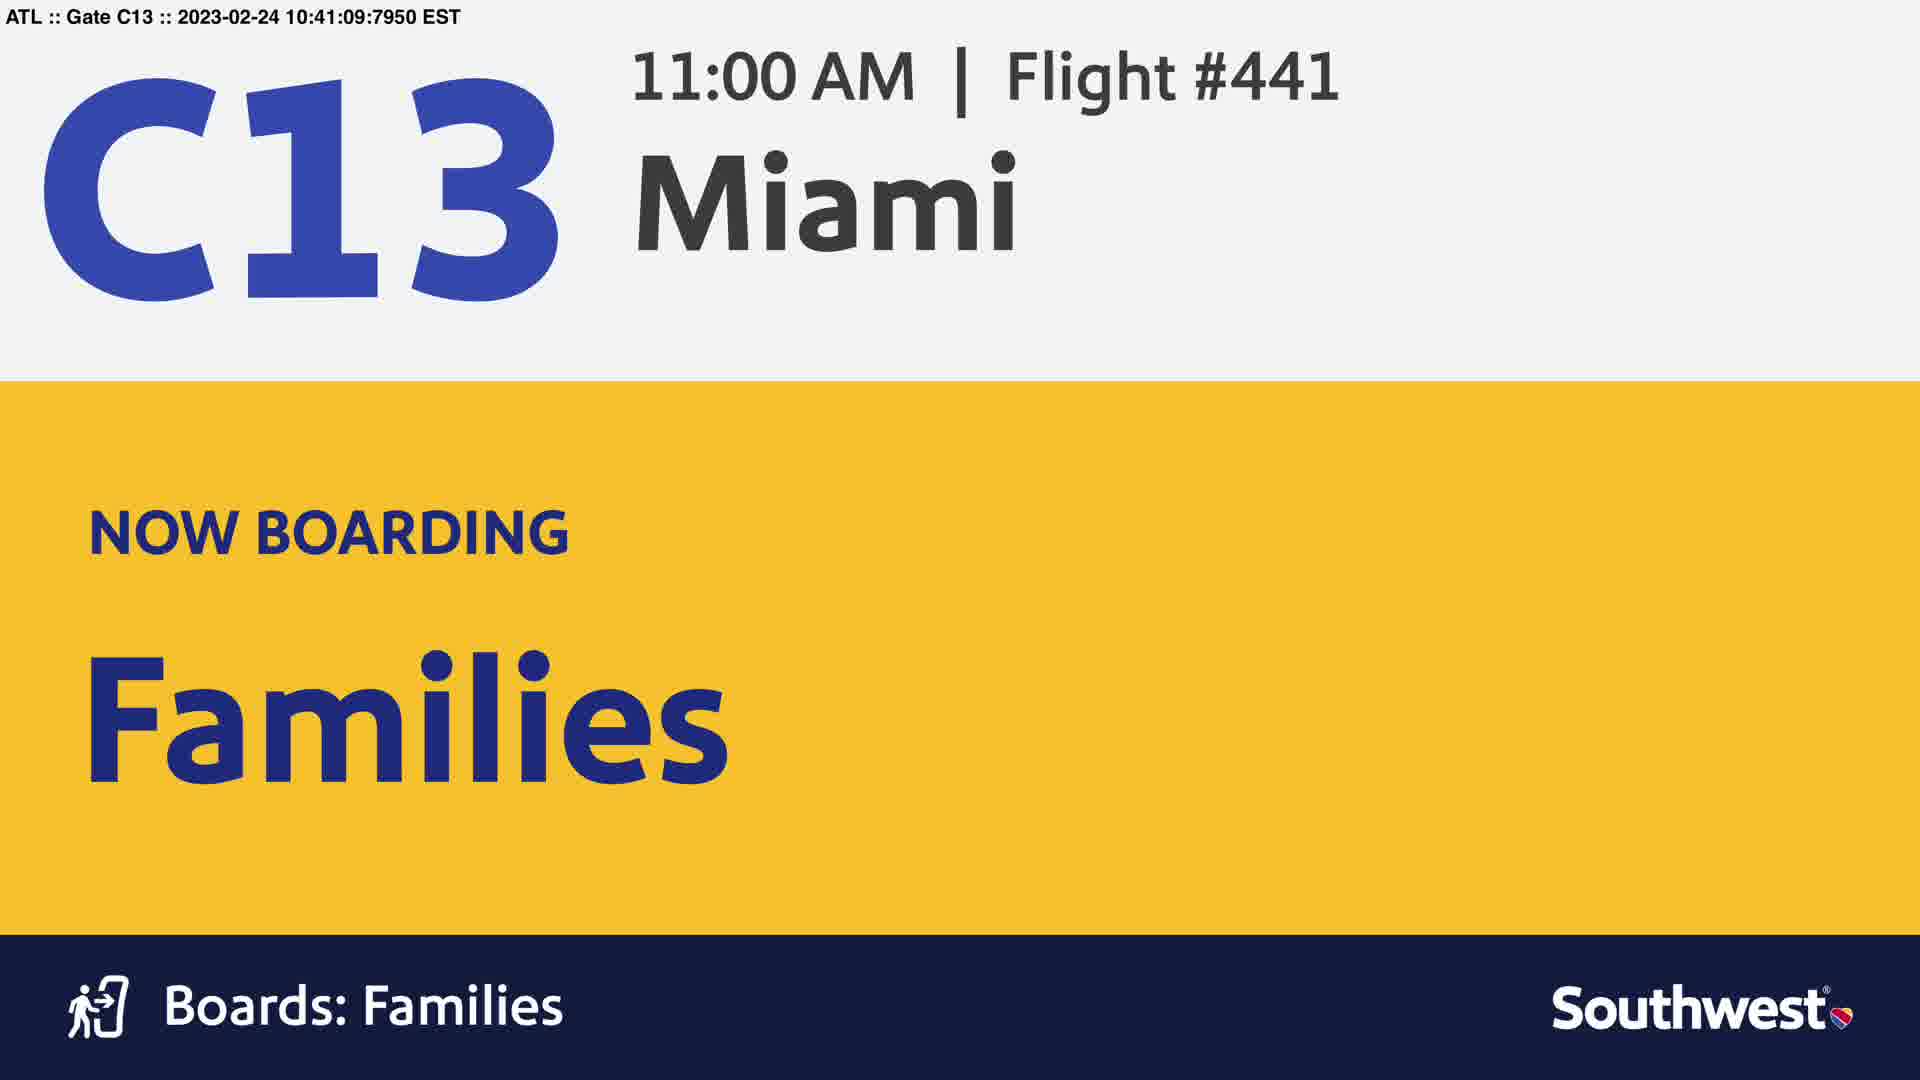 ATL :: Gate C13 :: 2023-02-24 10:41:09:7950 EST
C13
11:00 AM | Flight #441
Miami
NOW BOARDING
Families
Boards: Families
Southwest®